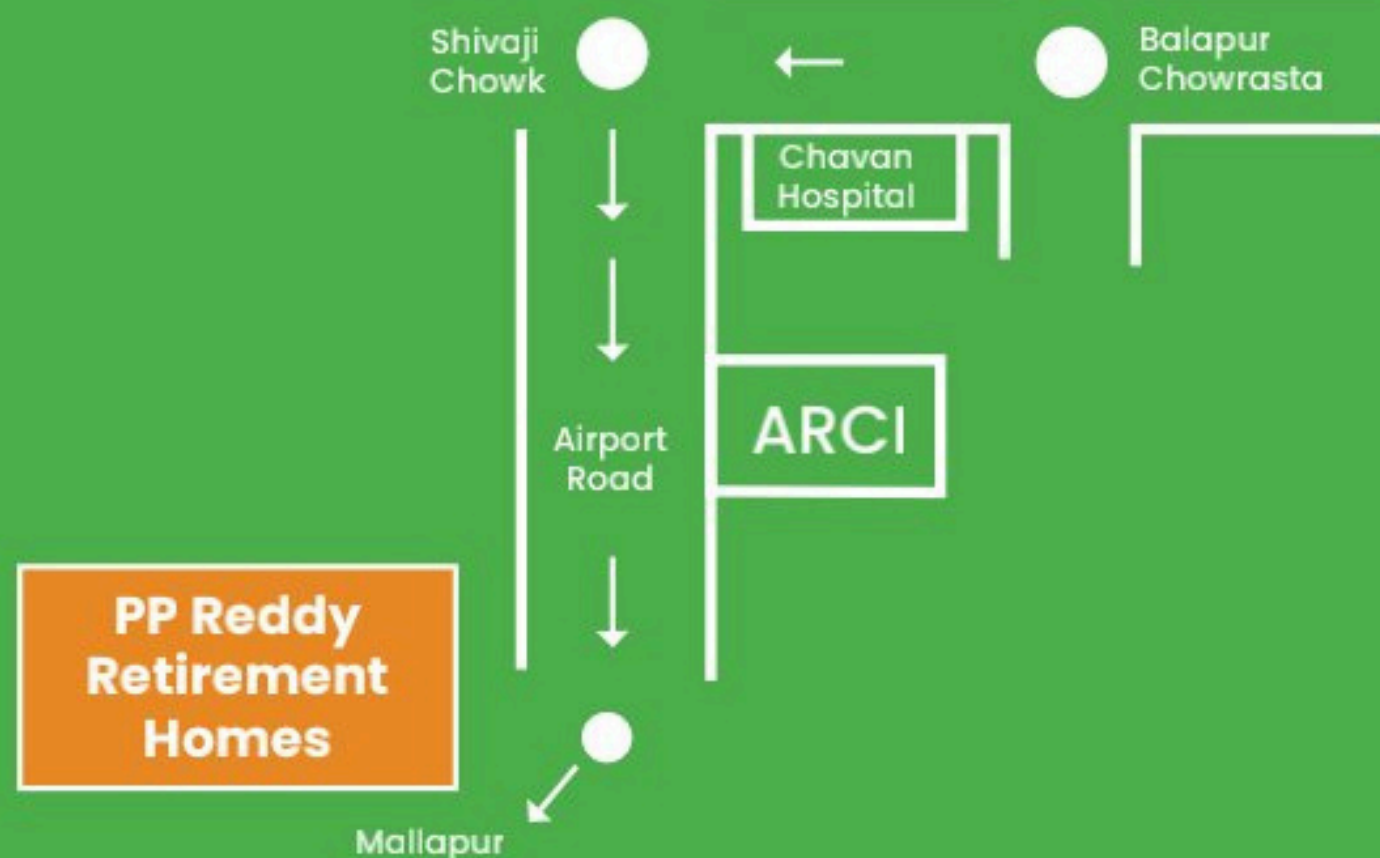 Shivaji
Chowk
Balapur
Chowrasta
Chavan
Hospital
ARCI
Airport
Road
PP Reddy
Retirement
Homes
Mallapur